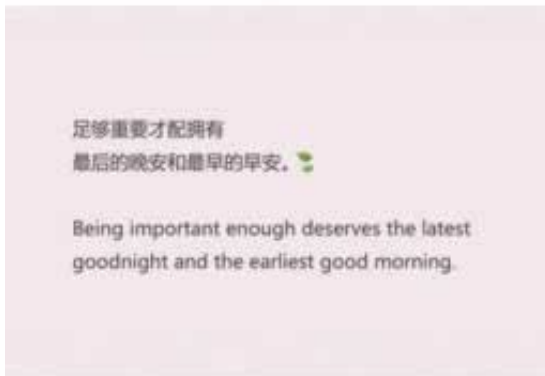 足够重要才配拥有
最后的晚安和最早的早安。🌱
Being important enough deserves the latest
goodnight and the earliest good morning.